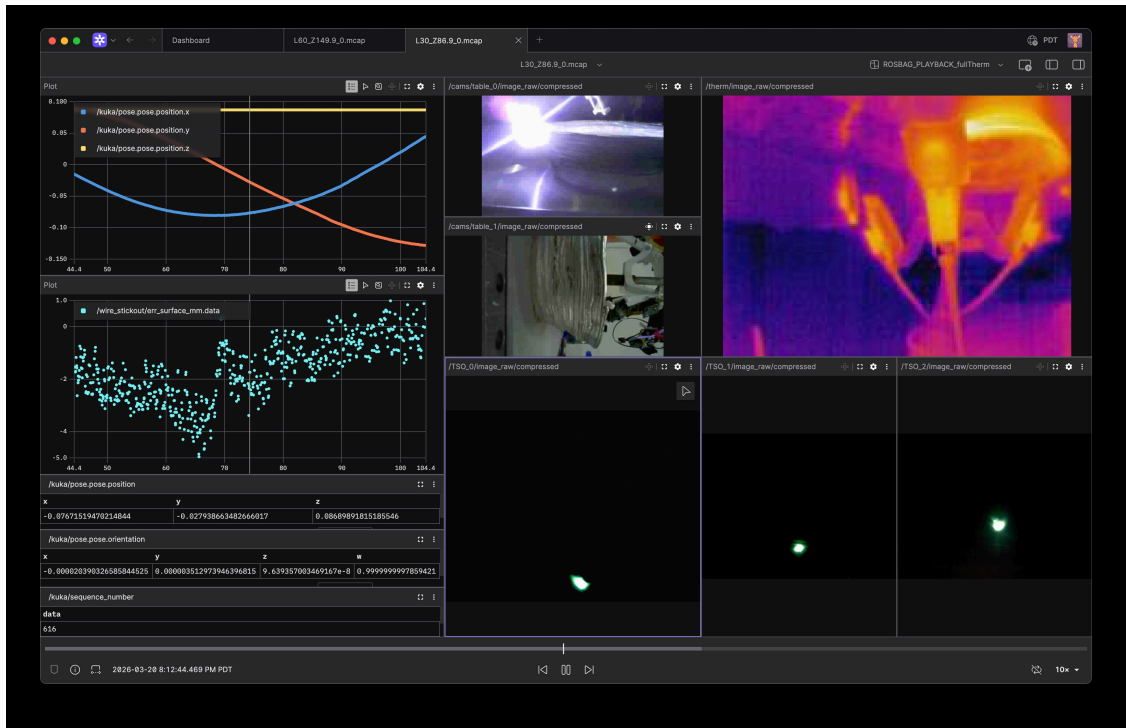 Dashboard
L60_Z149.9_0.mcap
L30_Z86.9_0.mcap
PDT
L30_Z86.9_0.mcap
ROSBAG_PLAYBACK_fullTherm
Plot
0.100
/kuka/pose.pose.position.x
/kuka/pose.pose.position.y
/kuka/pose.pose.position.z
0.05
0
-0.05
-0.10
-0.150
44.4 50 60 70 80 90 100 104.4
Plot
1.0
/wire_stickout/err_surface_mm.data
0
-2
-4
-5.0
44.4 50 60 70 80 90 100 104.4
/kuka/pose.pose.position
x y z
-0.07671519470214844 -0.027938663482666017 0.08689891815185546
/kuka/pose.pose.orientation
x y z w
-0.000020390326585844525 0.000003512973946396815 9.639357003469167e-8 0.9999999997859421
/kuka/sequence_number
data
616
/cams/table_0/image_raw/compressed
/cams/table_1/image_raw/compressed
/therm/image_raw/compressed
/TSO_0/image_raw/compressed
/TSO_1/image_raw/compressed
/TSO_2/image_raw/compressed
2026-03-20 8:12:44.469 PM PDT
10×